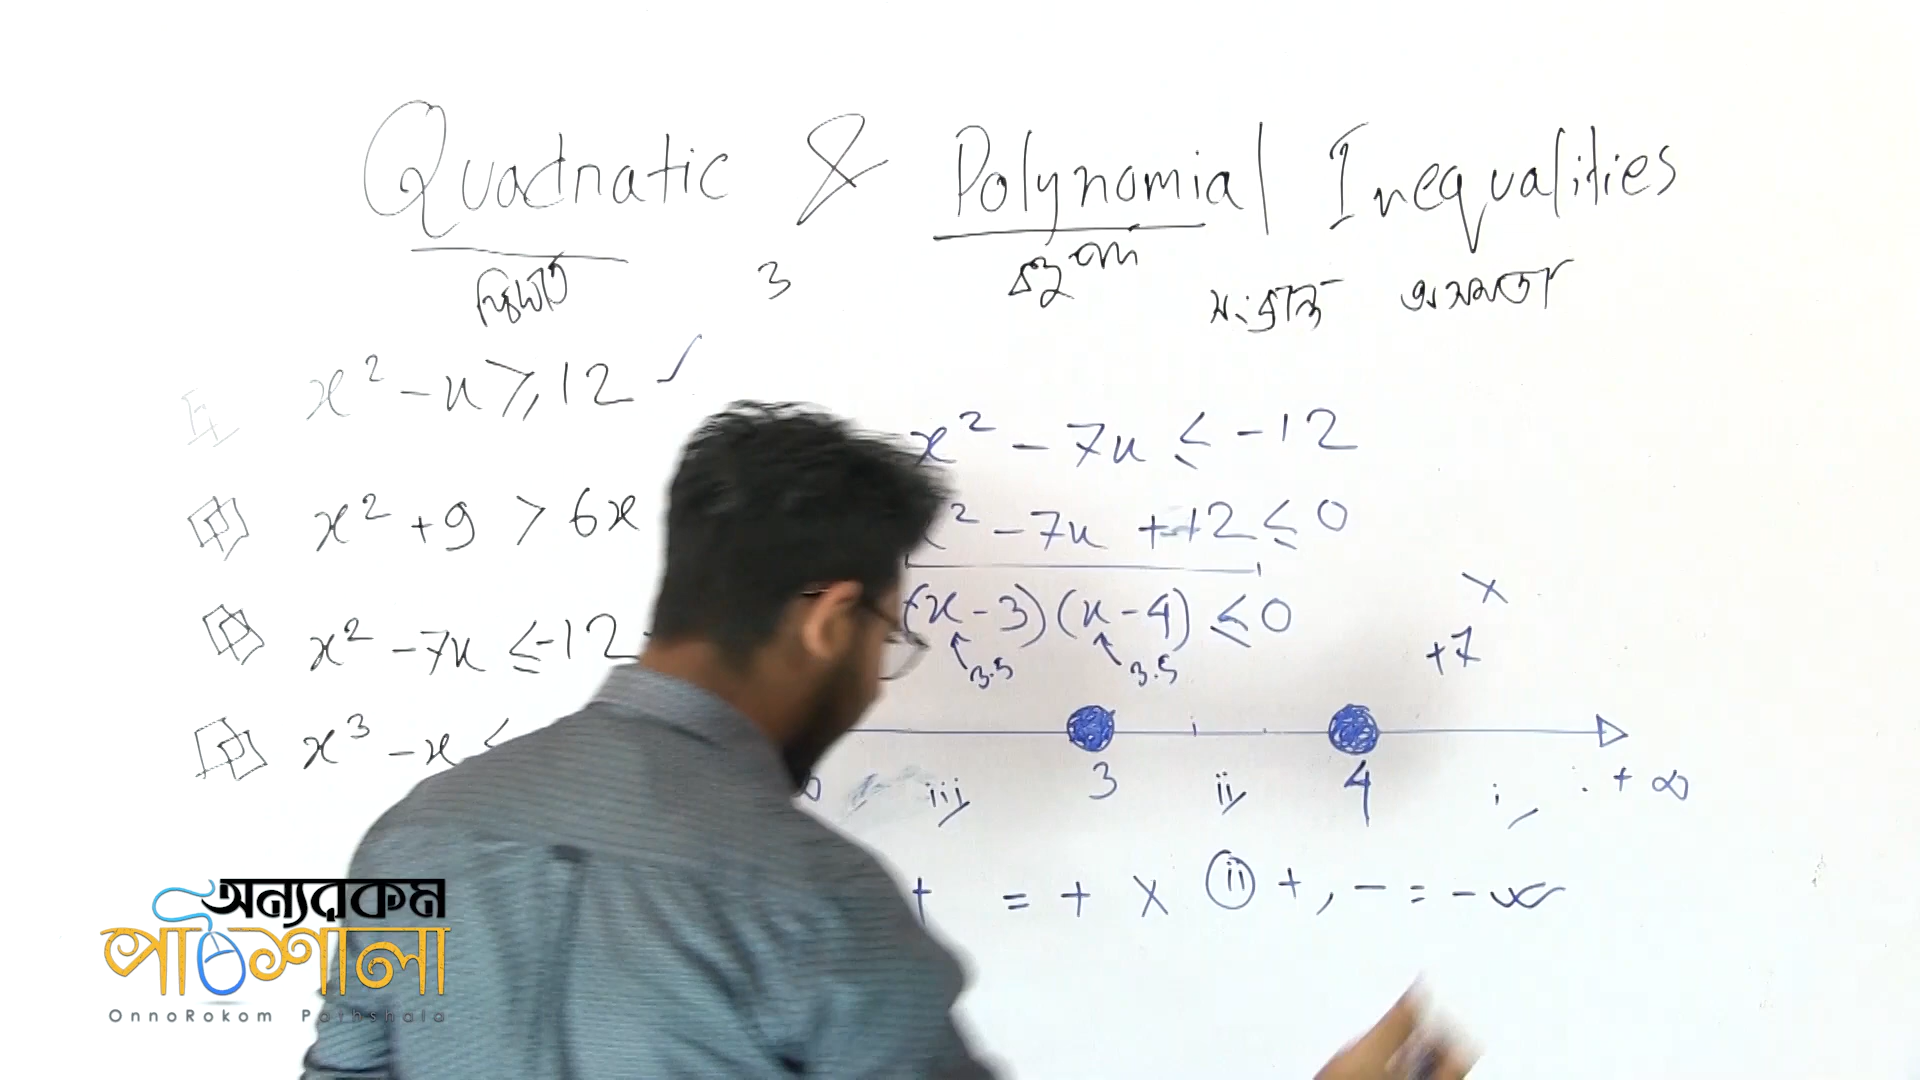 Quadratic & Polynomial Inequalities
দ্বিঘাত ও বহুপদী সংক্রান্ত অসমতা
x² - x ≥ 12 ✓
x² + 9 > 6x
x² - 7x ≤ -12
x³ - x ≤
x² - 7x ≤ -12
x² - 7x + 12 ≤ 0
(x - 3)(x - 4) ≤ 0
3.5 3.5
×
+7
3 4 + ∞
iii ii i
+ = + × ii +, - = -
অন্যরকম
পাঠশালা
OnnoRokom Pathshala